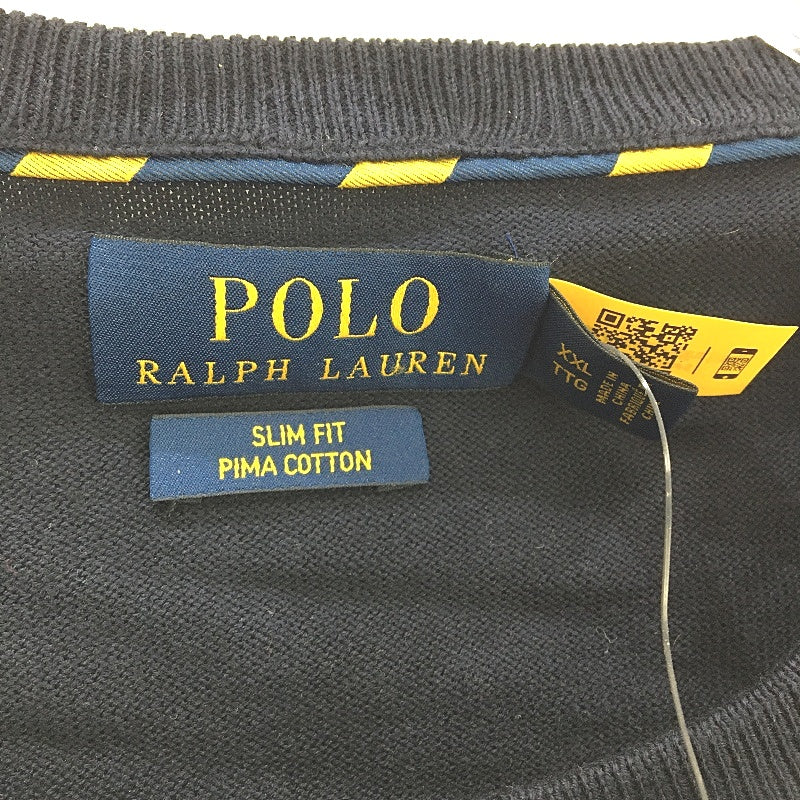 POLO
RALPH LAUREN
SLIM FIT
PIMA COTTON
XXL
TTG
MADE IN
CHINA